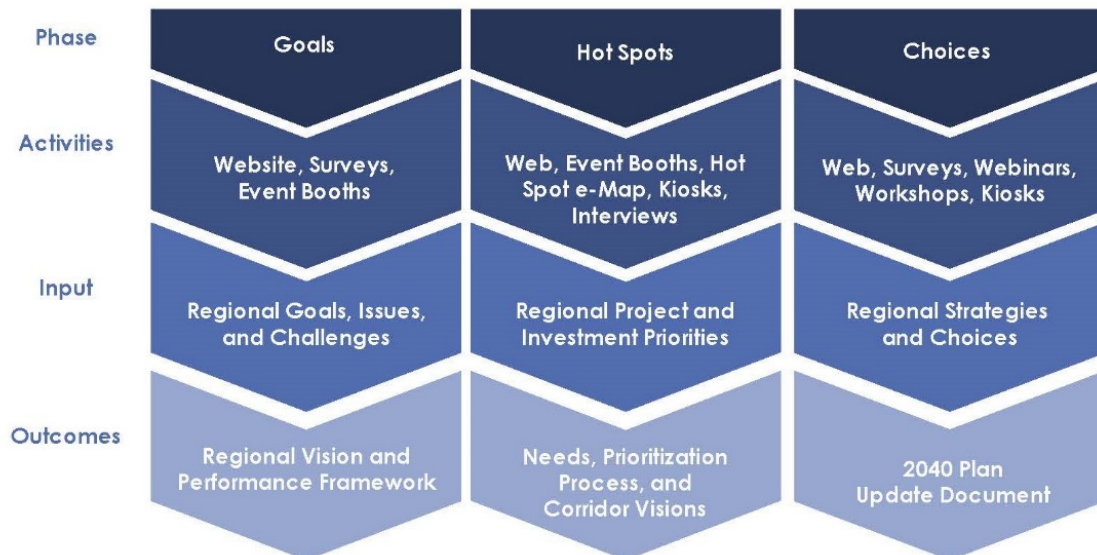 Phase
Goals
Hot Spots
Choices
Activities
Website, Surveys,
Event Booths
Web, Event Booths, Hot
Spot e-Map, Kiosks,
Interviews
Web, Surveys, Webinars,
Workshops, Kiosks
Input
Regional Goals, Issues,
and Challenges
Regional Project and
Investment Priorities
Regional Strategies
and Choices
Outcomes
Regional Vision and
Performance Framework
Needs, Prioritization
Process, and
Corridor Visions
2040 Plan
Update Document